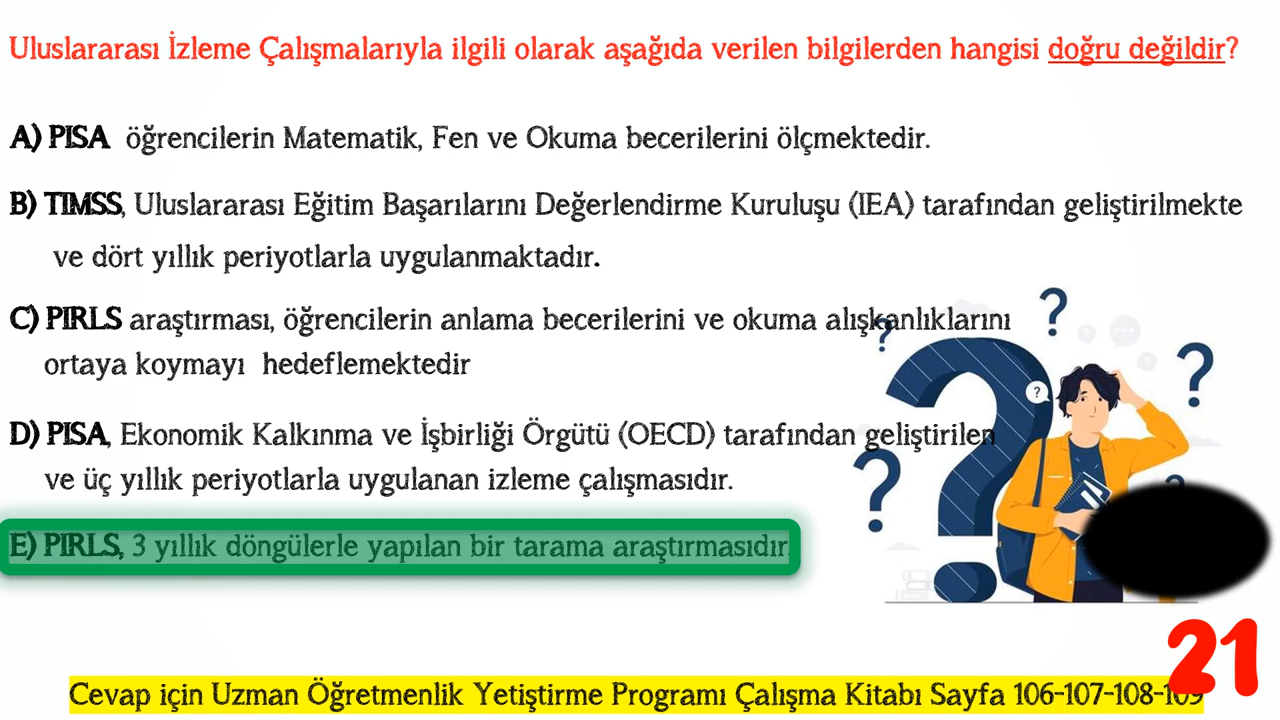 Uluslararası İzleme Çalışmalarıyla ilgili olarak aşağıda verilen bilgilerden hangisi doğru değildir?
A) PISA öğrencilerin Matematik, Fen ve Okuma becerilerini ölçmektedir.
B) TIMSS, Uluslararası Eğitim Başarılarını Değerlendirme Kuruluşu (IEA) tarafından geliştirilmekte
ve dört yıllık periyotlarla uygulanmaktadır.
C) PIRLS araştırması, öğrencilerin anlama becerilerini ve okuma alışkanlıklarını
ortaya koymayı hedeflemektedir
D) PISA, Ekonomik Kalkınma ve İşbirliği Örgütü (OECD) tarafından geliştirilen
ve üç yıllık periyotlarla uygulanan izleme çalışmasıdır.
E) PIRLS, 3 yıllık döngülerle yapılan bir tarama araştırmasıdır.
21
Cevap için Uzman Öğretmenlik Yetiştirme Programı Çalışma Kitabı Sayfa 106-107-108-109